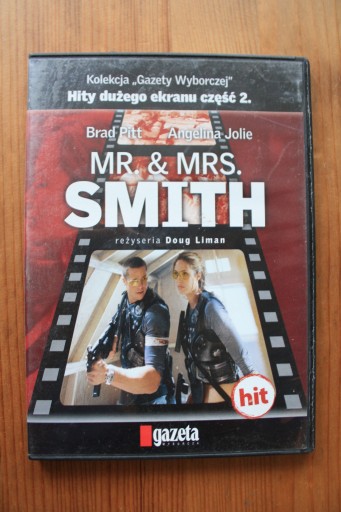 Kolekcja „Gazety Wyborczej”
Hity dużego ekranu część 2.
Brad Pitt Angelina Jolie
MR. & MRS.
SMITH
reżyseria Doug Liman
hit
gazeta
WYBORCZA